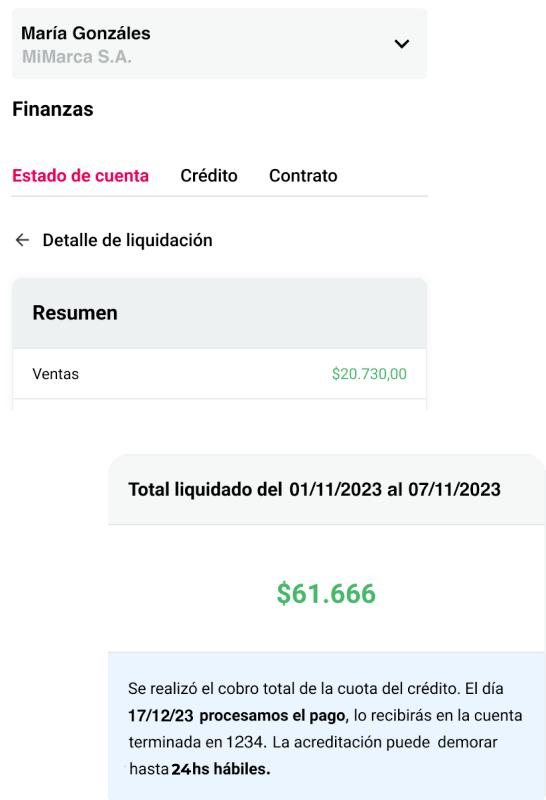 María Gonzáles
MiMarca S.A.
Finanzas
Estado de cuenta Crédito Contrato
Detalle de liquidación
Resumen
Ventas $20.730,00
Total liquidado del 01/11/2023 al 07/11/2023
$61.666
Se realizó el cobro total de la cuota del crédito. El día
17/12/23 procesamos el pago, lo recibirás en la cuenta
terminada en 1234. La acreditación puede demorar
hasta 24hs hábiles.